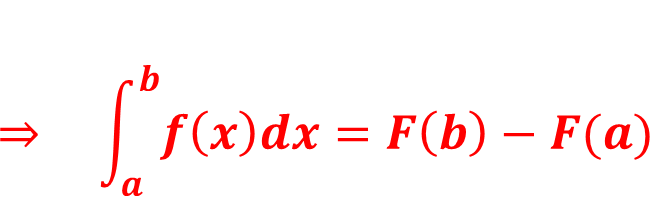 ⇒ ∫_a^b f(x)dx = F(b) − F(a)